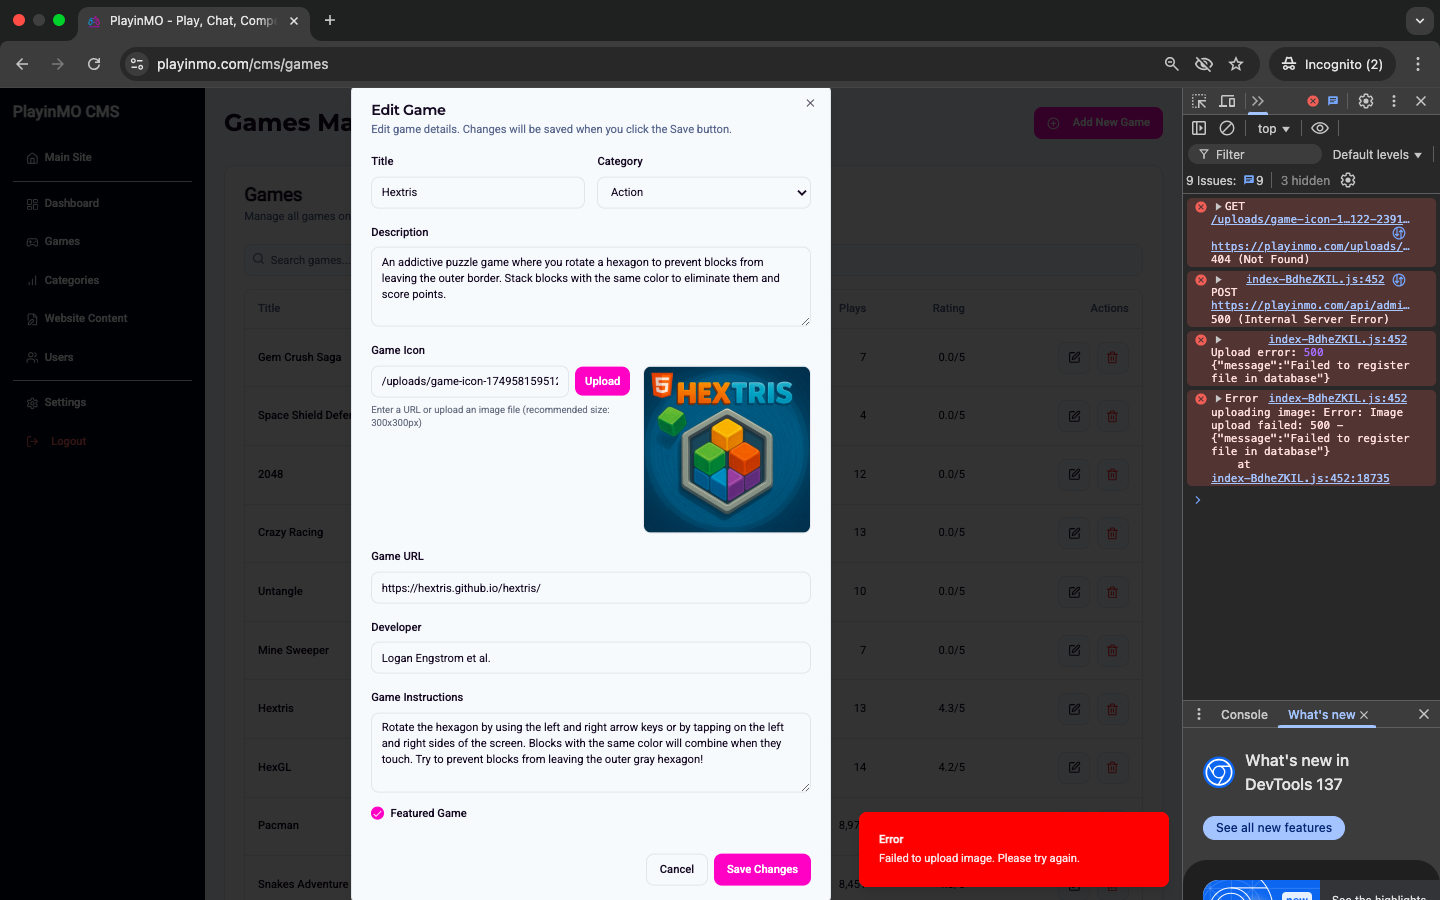 PlayinMO - Play, Chat, Comp
playinmo.com/cms/games
Incognito (2)
PlayinMO CMS
Main Site
Dashboard
Games
Categories
Website Content
Users
Settings
Logout
Games Ma
Add New Game
Games
Manage all games on
Search games...
Title
Plays
Rating
Actions
Gem Crush Saga
7
0.0/5
Space Shield Defe
4
0.0/5
2048
12
0.0/5
Crazy Racing
13
0.0/5
Untangle
10
0.0/5
Mine Sweeper
7
0.0/5
Hextris
13
4.3/5
HexGL
14
4.2/5
Pacman
8,97
Snakes Adventure
8,45
Edit Game
Edit game details. Changes will be saved when you click the Save button.
Title
Category
Hextris
Action
Description
An addictive puzzle game where you rotate a hexagon to prevent blocks from
leaving the outer border. Stack blocks with the same color to eliminate them and
score points.
Game Icon
/uploads/game-icon-174958159512
Upload
Enter a URL or upload an image file (recommended size:
300x300px)
5 HEXTRIS
Game URL
https://hextris.github.io/hextris/
Developer
Logan Engstrom et al.
Game Instructions
Rotate the hexagon by using the left and right arrow keys or by tapping on the left
and right sides of the screen. Blocks with the same color will combine when they
touch. Try to prevent blocks from leaving the outer gray hexagon!
Featured Game
Cancel
Save Changes
Error
Failed to upload image. Please try again.
top
Filter
Default levels
9 Issues: 9
3 hidden
GET
/uploads/game-icon-1…122-2391…
https://playinmo.com/uploads/…
404 (Not Found)
index-BdheZKIL.js:452
POST
https://playinmo.com/api/admi…
500 (Internal Server Error)
index-BdheZKIL.js:452
Upload error: 500
{"message":"Failed to register
file in database"}
Error index-BdheZKIL.js:452
uploading image: Error: Image
upload failed: 500 -
{"message":"Failed to register
file in database"}
at
index-BdheZKIL.js:452:18735
Console
What's new
What's new in
DevTools 137
See all new features
new
See the highlights